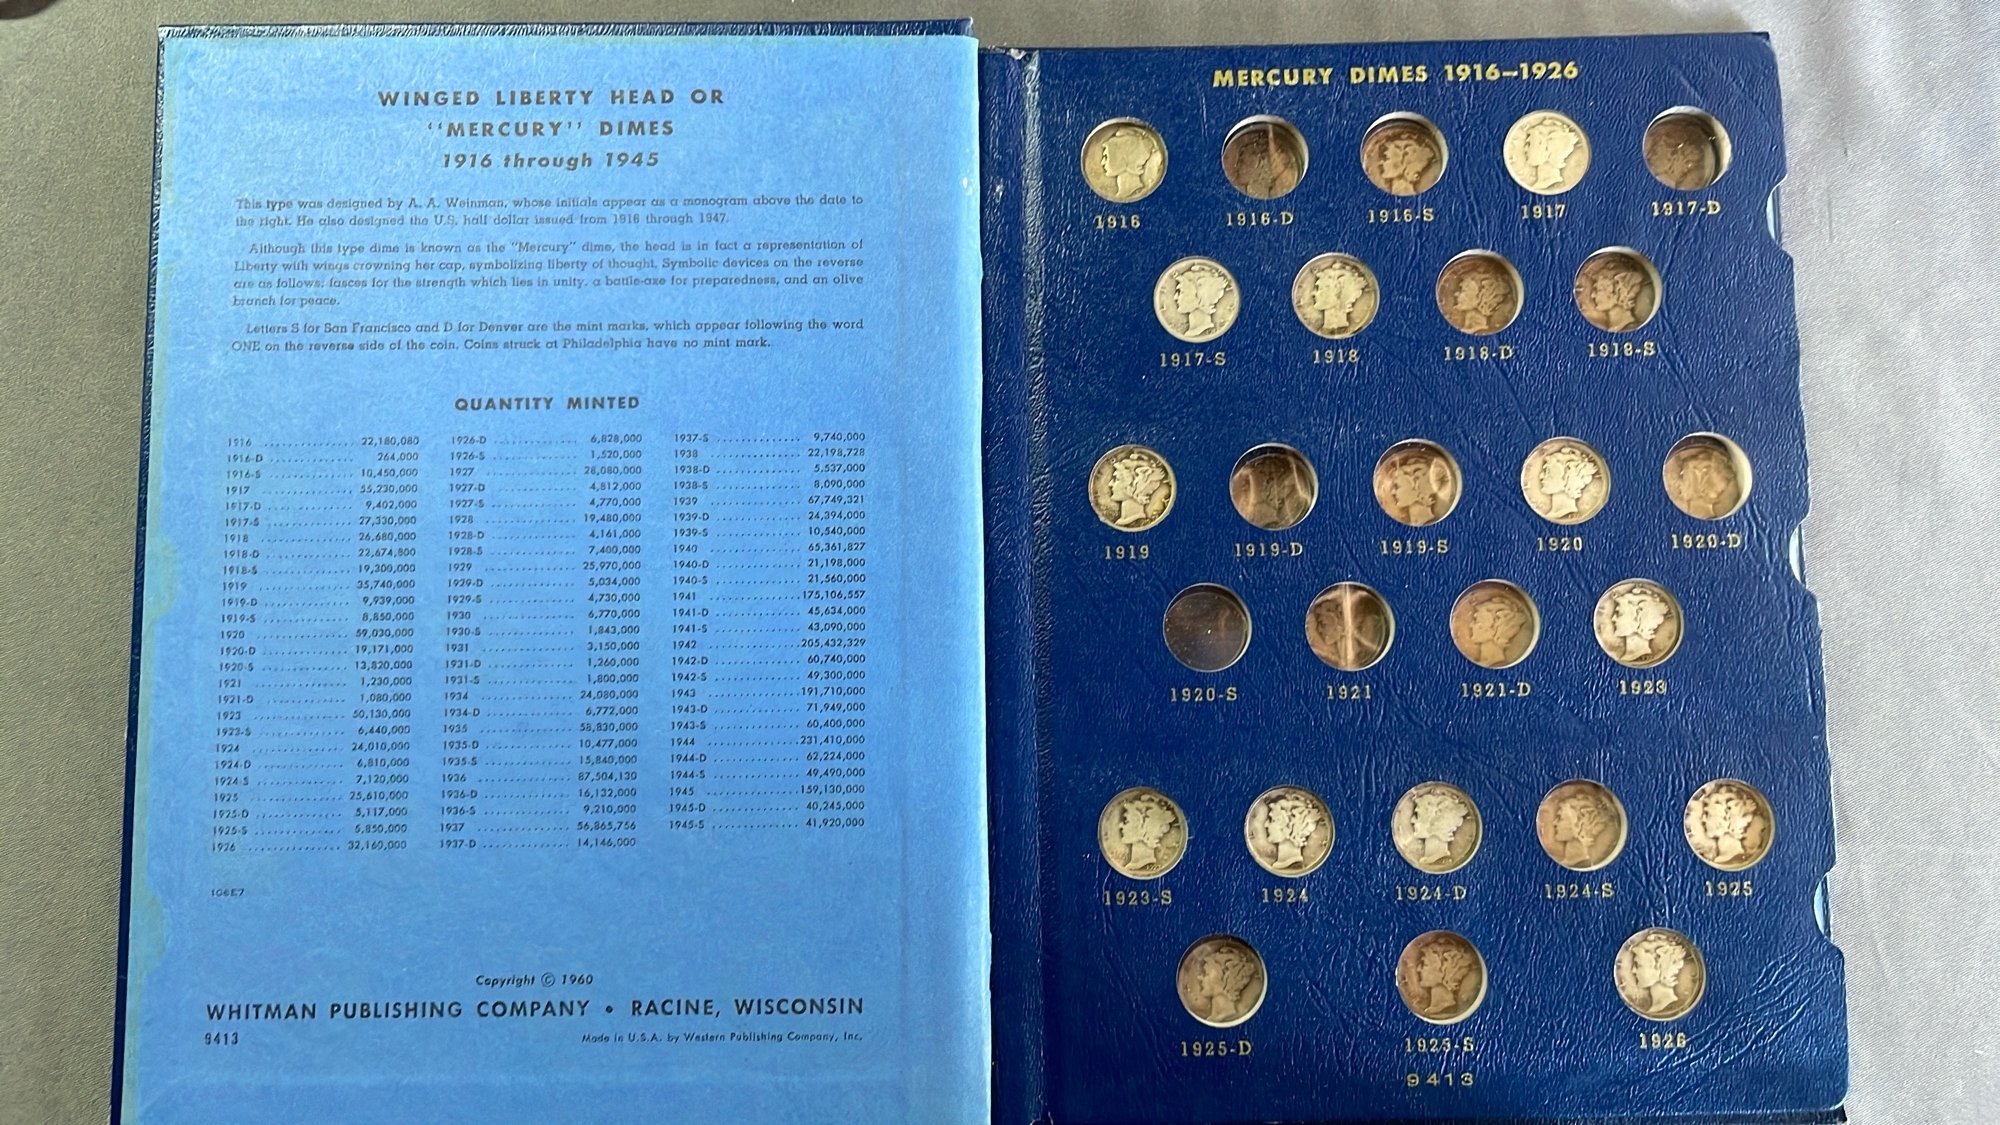 WINGED LIBERTY HEAD OR
"MERCURY" DIMES
1916 through 1945
This type was designed by A. A. Weinman, whose initials appear as a monogram above the date to
the right. He also designed the U.S. half dollar issued from 1916 through 1947.
Although this type dime is known as the "Mercury" dime, the head is in fact a representation of
Liberty with wings crowning her cap, symbolizing liberty of thought. Symbolic devices on the reverse
are as follows: fasces for the strength which lies in unity, a battle-axe for preparedness, and an olive
branch for peace.
Letters S for San Francisco and D for Denver are the mint marks, which appear following the word
ONE on the reverse side of the coin. Coins struck at Philadelphia have no mint mark.
QUANTITY MINTED
1916 ................ 22,180,080
1916-D ................ 264,000
1916-S ................ 10,450,000
1917 ................ 55,230,000
1917-D ................ 9,402,000
1917-S ................ 27,330,000
1918 ................ 26,680,000
1918-D ................ 22,674,800
1918-S ................ 19,300,000
1919 ................ 35,740,000
1919-D ................ 9,939,000
1919-S ................ 8,850,000
1920 ................ 59,030,000
1920-D ................ 19,171,000
1920-S ................ 13,820,000
1921 ................ 1,230,000
1921-D ................ 1,080,000
1923 ................ 50,130,000
1923-S ................ 6,440,000
1924 ................ 24,010,000
1924-D ................ 6,810,000
1924-S ................ 7,120,000
1925 ................ 25,610,000
1925-D ................ 5,117,000
1925-S ................ 5,850,000
1926 ................ 32,160,000
1926-D ................ 6,828,000
1926-S ................ 1,520,000
1927 ................ 28,080,000
1927-D ................ 4,812,000
1927-S ................ 4,770,000
1928 ................ 19,480,000
1928-D ................ 4,161,000
1928-S ................ 7,400,000
1929 ................ 25,970,000
1929-D ................ 5,034,000
1929-S ................ 4,730,000
1930 ................ 6,770,000
1930-S ................ 1,843,000
1931 ................ 3,150,000
1931-D ................ 1,260,000
1931-S ................ 1,800,000
1934 ................ 24,080,000
1934-D ................ 6,772,000
1935 ................ 58,830,000
1935-D ................ 10,477,000
1935-S ................ 15,840,000
1936 ................ 87,504,130
1936-D ................ 16,132,000
1936-S ................ 9,210,000
1937 ................ 56,865,756
1937-D ................ 14,146,000
1937-S ................ 9,740,000
1938 ................ 22,198,728
1938-D ................ 5,537,000
1938-S ................ 8,090,000
1939 ................ 67,749,321
1939-D ................ 24,394,000
1939-S ................ 10,540,000
1940 ................ 65,361,827
1940-D ................ 21,198,000
1940-S ................ 21,560,000
1941 ................ 175,106,557
1941-D ................ 45,634,000
1941-S ................ 43,090,000
1942 ................ 205,432,329
1942-D ................ 60,740,000
1942-S ................ 49,300,000
1943 ................ 191,710,000
1943-D ................ 71,949,000
1943-S ................ 60,400,000
1944 ................ 231,410,000
1944-D ................ 62,224,000
1944-S ................ 49,490,000
1945 ................ 159,130,000
1945-D ................ 40,245,000
1945-S ................ 41,920,000
Copyright © 1960
WHITMAN PUBLISHING COMPANY • RACINE, WISCONSIN
9413
Made in U.S.A. by Western Publishing Company, Inc.
MERCURY DIMES 1916–1926
1916 1916-D 1916-S 1917 1917-D
1917-S 1918 1918-D 1918-S
1919 1919-D 1919-S 1920 1920-D
1920-S 1921 1921-D 1923
1923-S 1924 1924-D 1924-S 1925
1925-D 1925-S 1926
9413